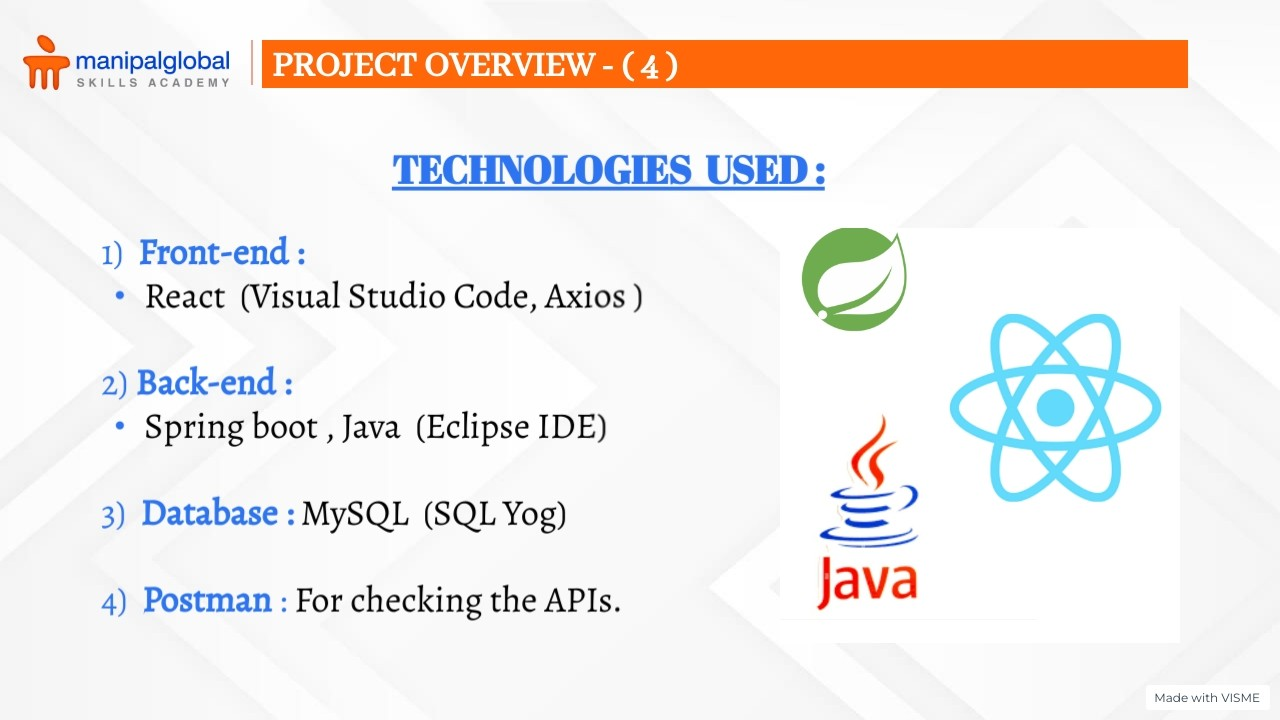 manipalglobal
SKILLS ACADEMY
PROJECT OVERVIEW - ( 4 )
TECHNOLOGIES USED :
1) Front-end :
• React (Visual Studio Code, Axios )
2) Back-end :
• Spring boot , Java (Eclipse IDE)
3) Database : MySQL (SQL Yog)
4) Postman : For checking the APIs.
Java
Made with VISME